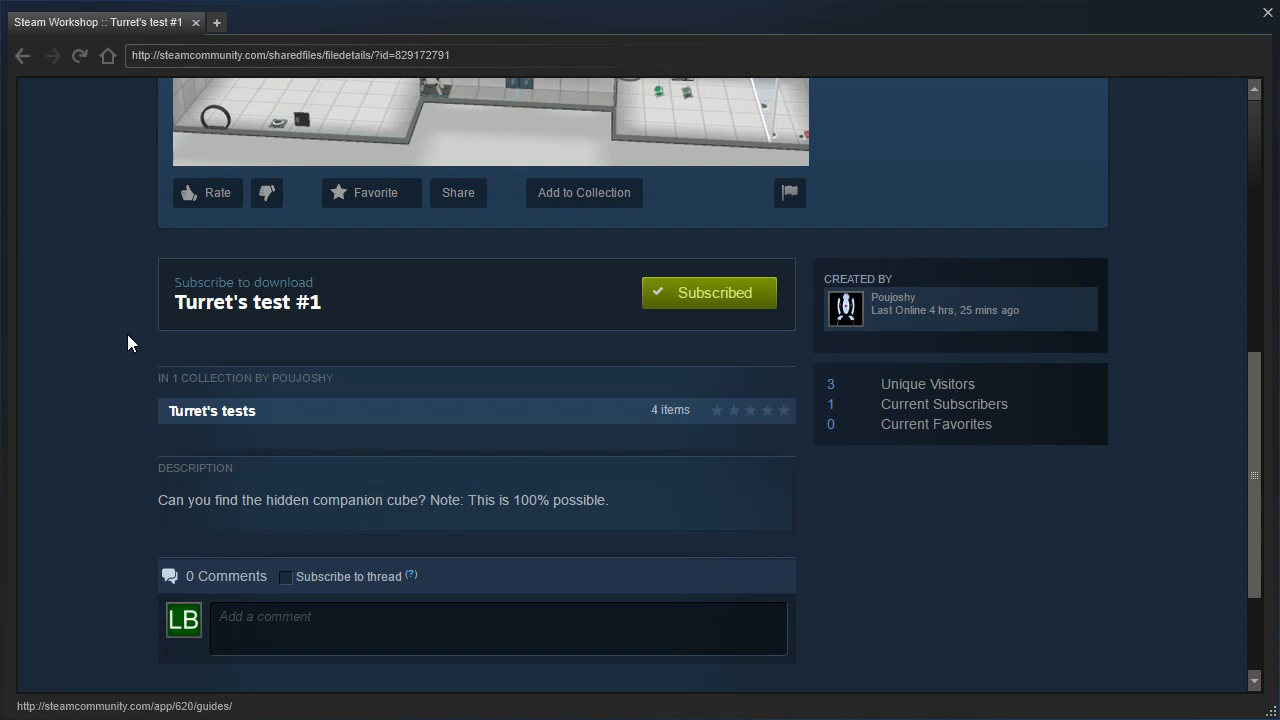 Steam Workshop :: Turret's test #1
http://steamcommunity.com/sharedfiles/filedetails/?id=829172791
Rate
Favorite
Share
Add to Collection
Subscribe to download
Turret's test #1
Subscribed
CREATED BY
Poujoshy
Last Online 4 hrs, 25 mins ago
IN 1 COLLECTION BY POUJOSHY
Turret's tests
4 items
3 Unique Visitors
1 Current Subscribers
0 Current Favorites
DESCRIPTION
Can you find the hidden companion cube? Note: This is 100% possible.
0 Comments
Subscribe to thread (?)
LB
Add a comment
http://steamcommunity.com/app/620/guides/